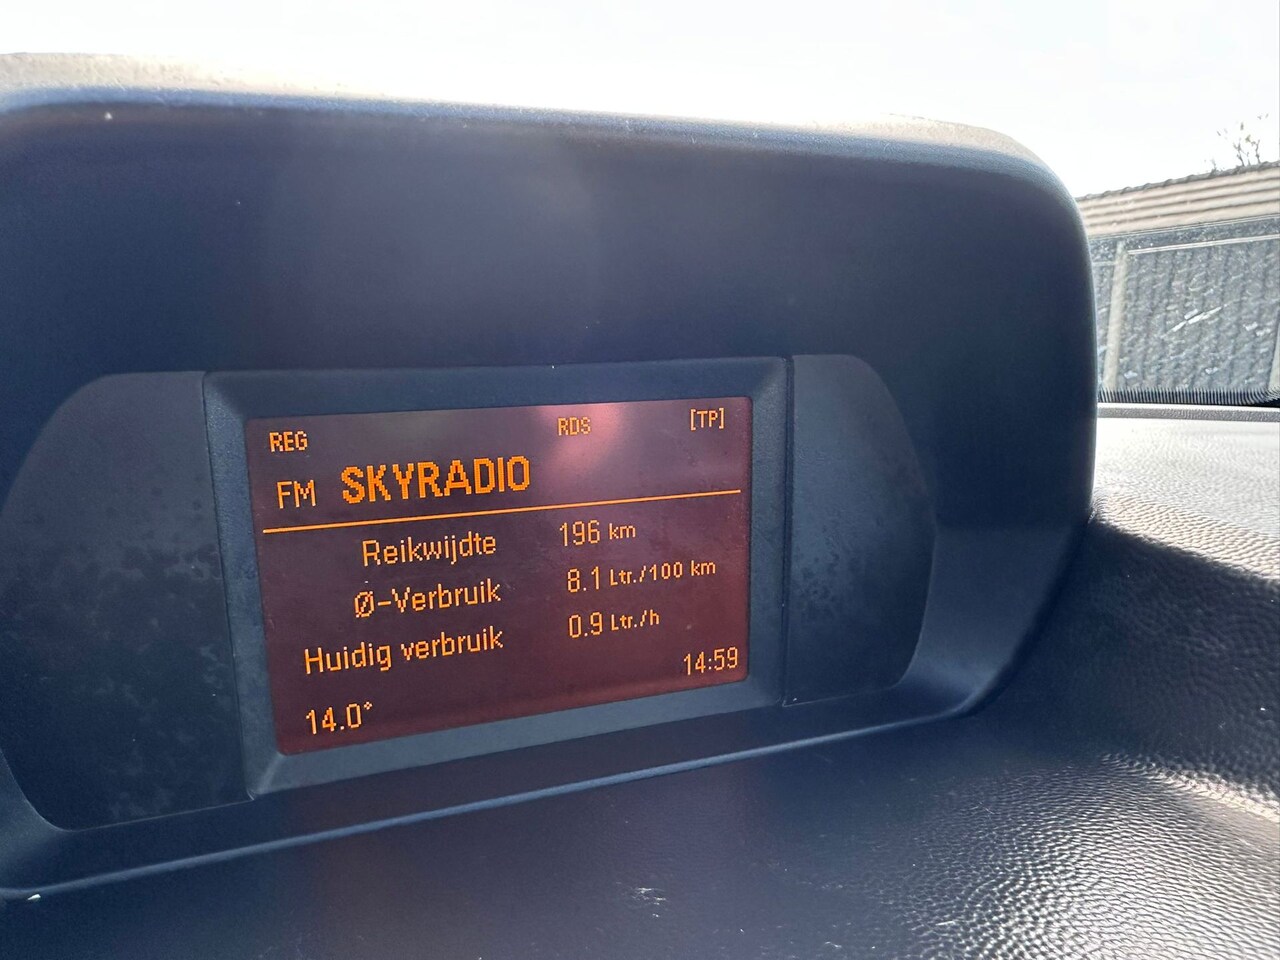 REG RDS [TP]
FM SKYRADIO
Reikwijdte 196 km
Ø-Verbruik 8.1 Ltr./100 km
Huidig verbruik 0.9 Ltr./h
14.0° 14:59